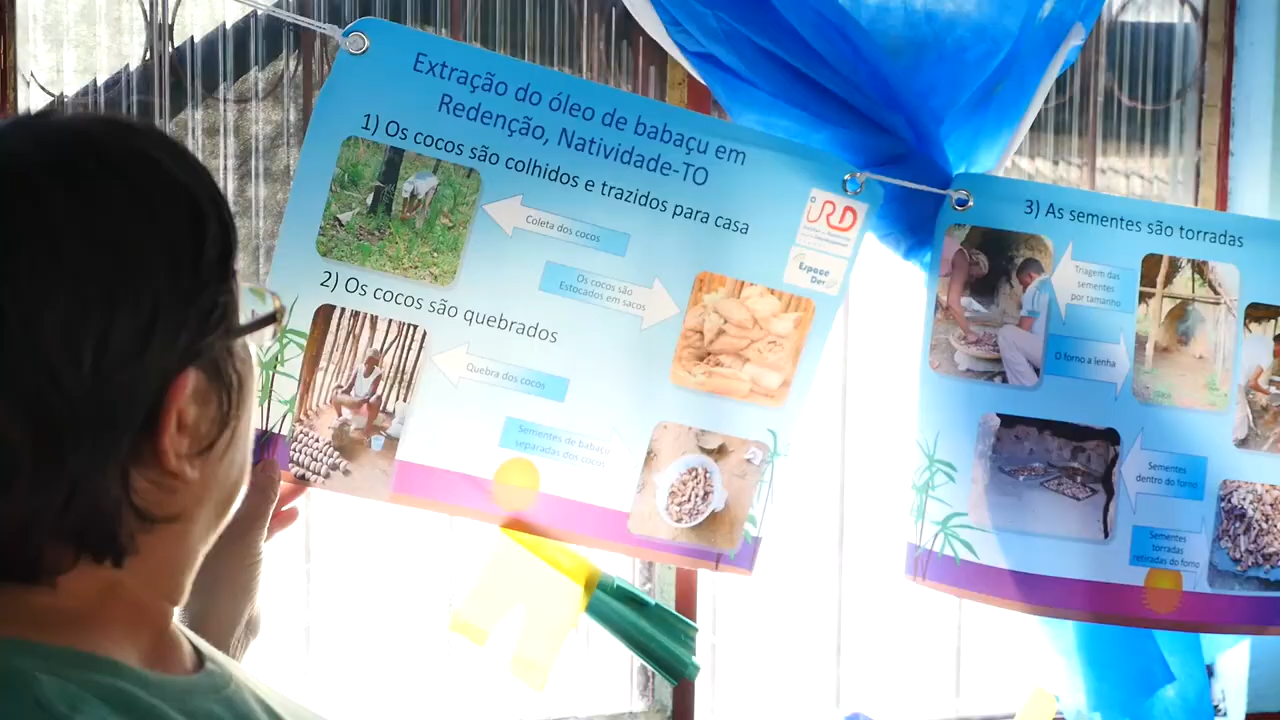 Extração do óleo de babaçu em
Redenção, Natividade-TO
1) Os cocos são colhidos e trazidos para casa
Coleta dos cocos
Os cocos são
Estocados em sacos
IRD
Espace
Dev
2) Os cocos são quebrados
Quebra dos cocos
Sementes de babaçu
separadas dos cocos
3) As sementes são torradas
Triagem das
sementes
por tamanho
O forno a lenha
Sementes
dentro do forno
Sementes
torradas
retiradas do forno